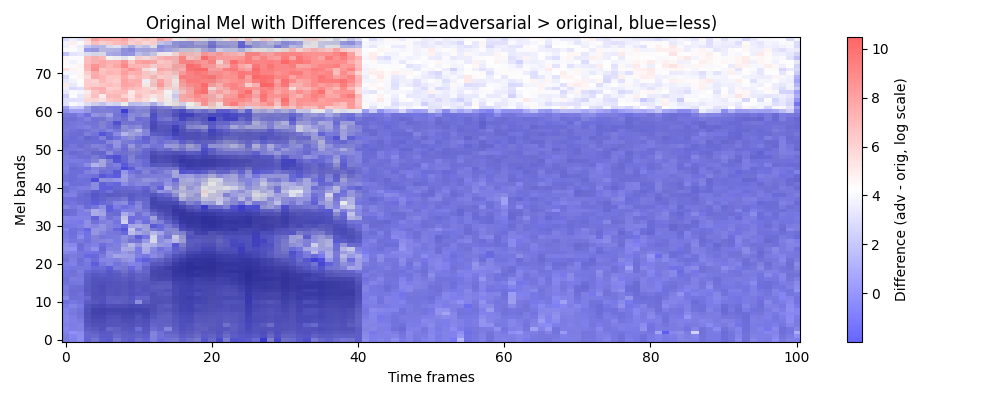 Original Mel with Differences (red=adversarial > original, blue=less)
Mel bands
70
60
50
40
30
20
10
0
0 20 40 60 80 100
Time frames
10
8
6
4
2
0
Difference (adv - orig, log scale)